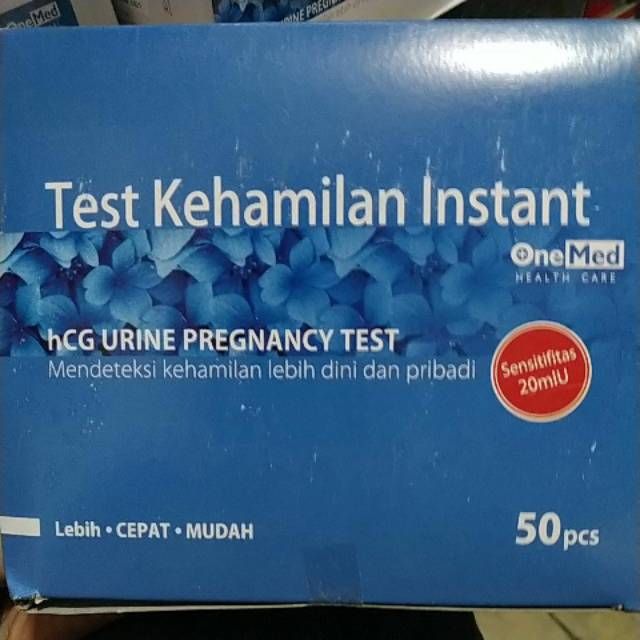 OneMed
Test Kehamilan Instant
OneMed
HEALTH CARE
hCG URINE PREGNANCY TEST
Mendeteksi kehamilan lebih dini dan pribadi
Sensitifitas
20mIU
Lebih • CEPAT • MUDAH
50pcs